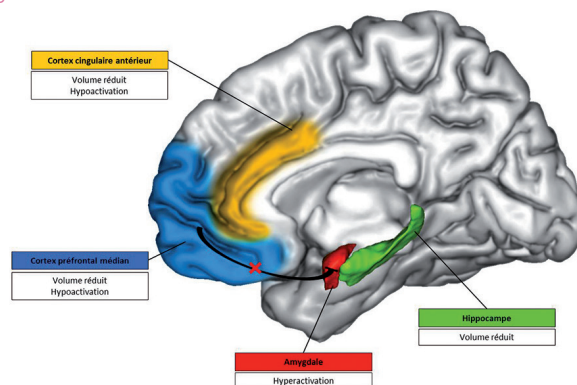 Cortex cingulaire antérieur
Volume réduit
Hypoactivation
Cortex préfrontal médian
Volume réduit
Hypoactivation
Hippocampe
Volume réduit
Amygdale
Hyperactivation